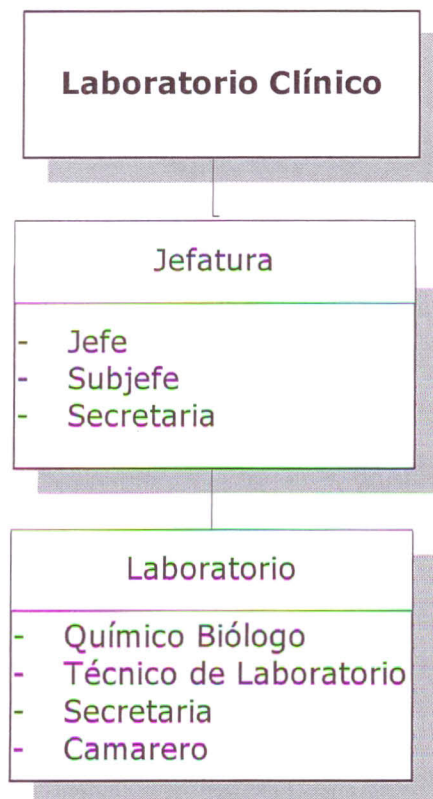 Laboratorio Clínico
Jefatura
- Jefe
- Subjefe
- Secretaria
Laboratorio
- Químico Biólogo
- Técnico de Laboratorio
- Secretaria
- Camarero